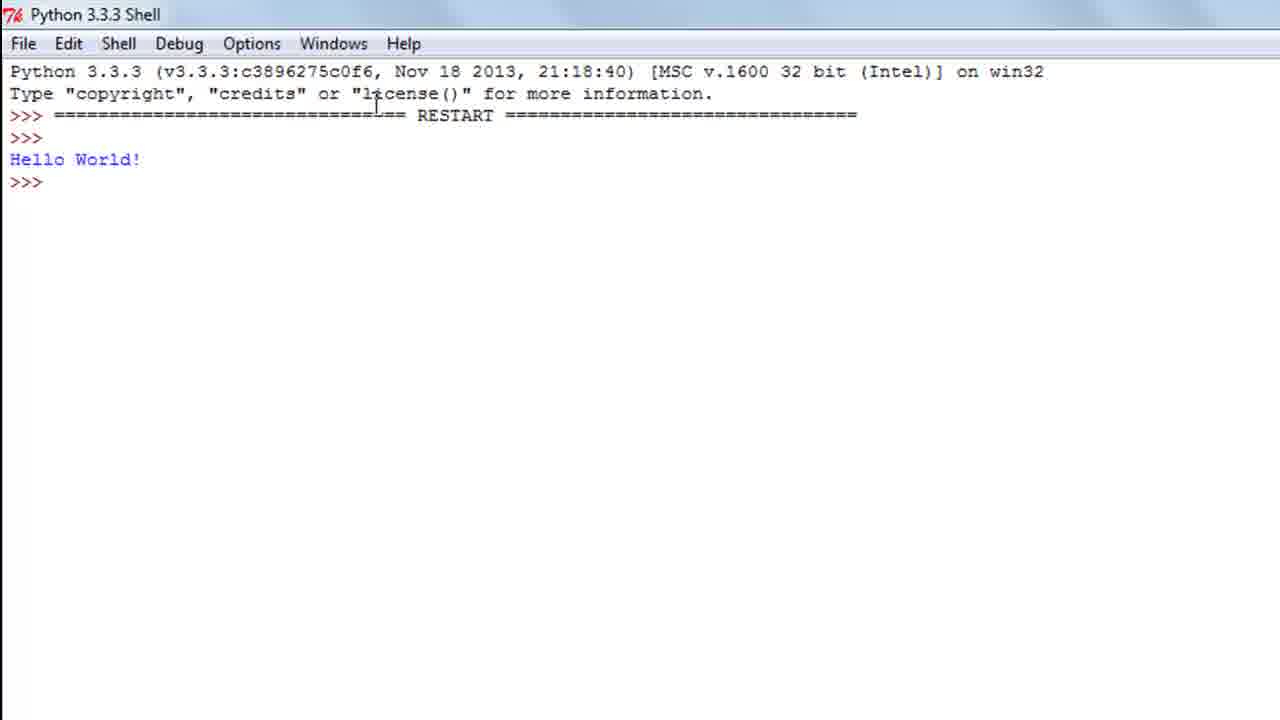 Python 3.3.3 Shell
File Edit Shell Debug Options Windows Help
Python 3.3.3 (v3.3.3:c3896275c0f6, Nov 18 2013, 21:18:40) [MSC v.1600 32 bit (Intel)] on win32
Type "copyright", "credits" or "license()" for more information.
>>> ================================ RESTART ================================
>>>
Hello World!
>>>